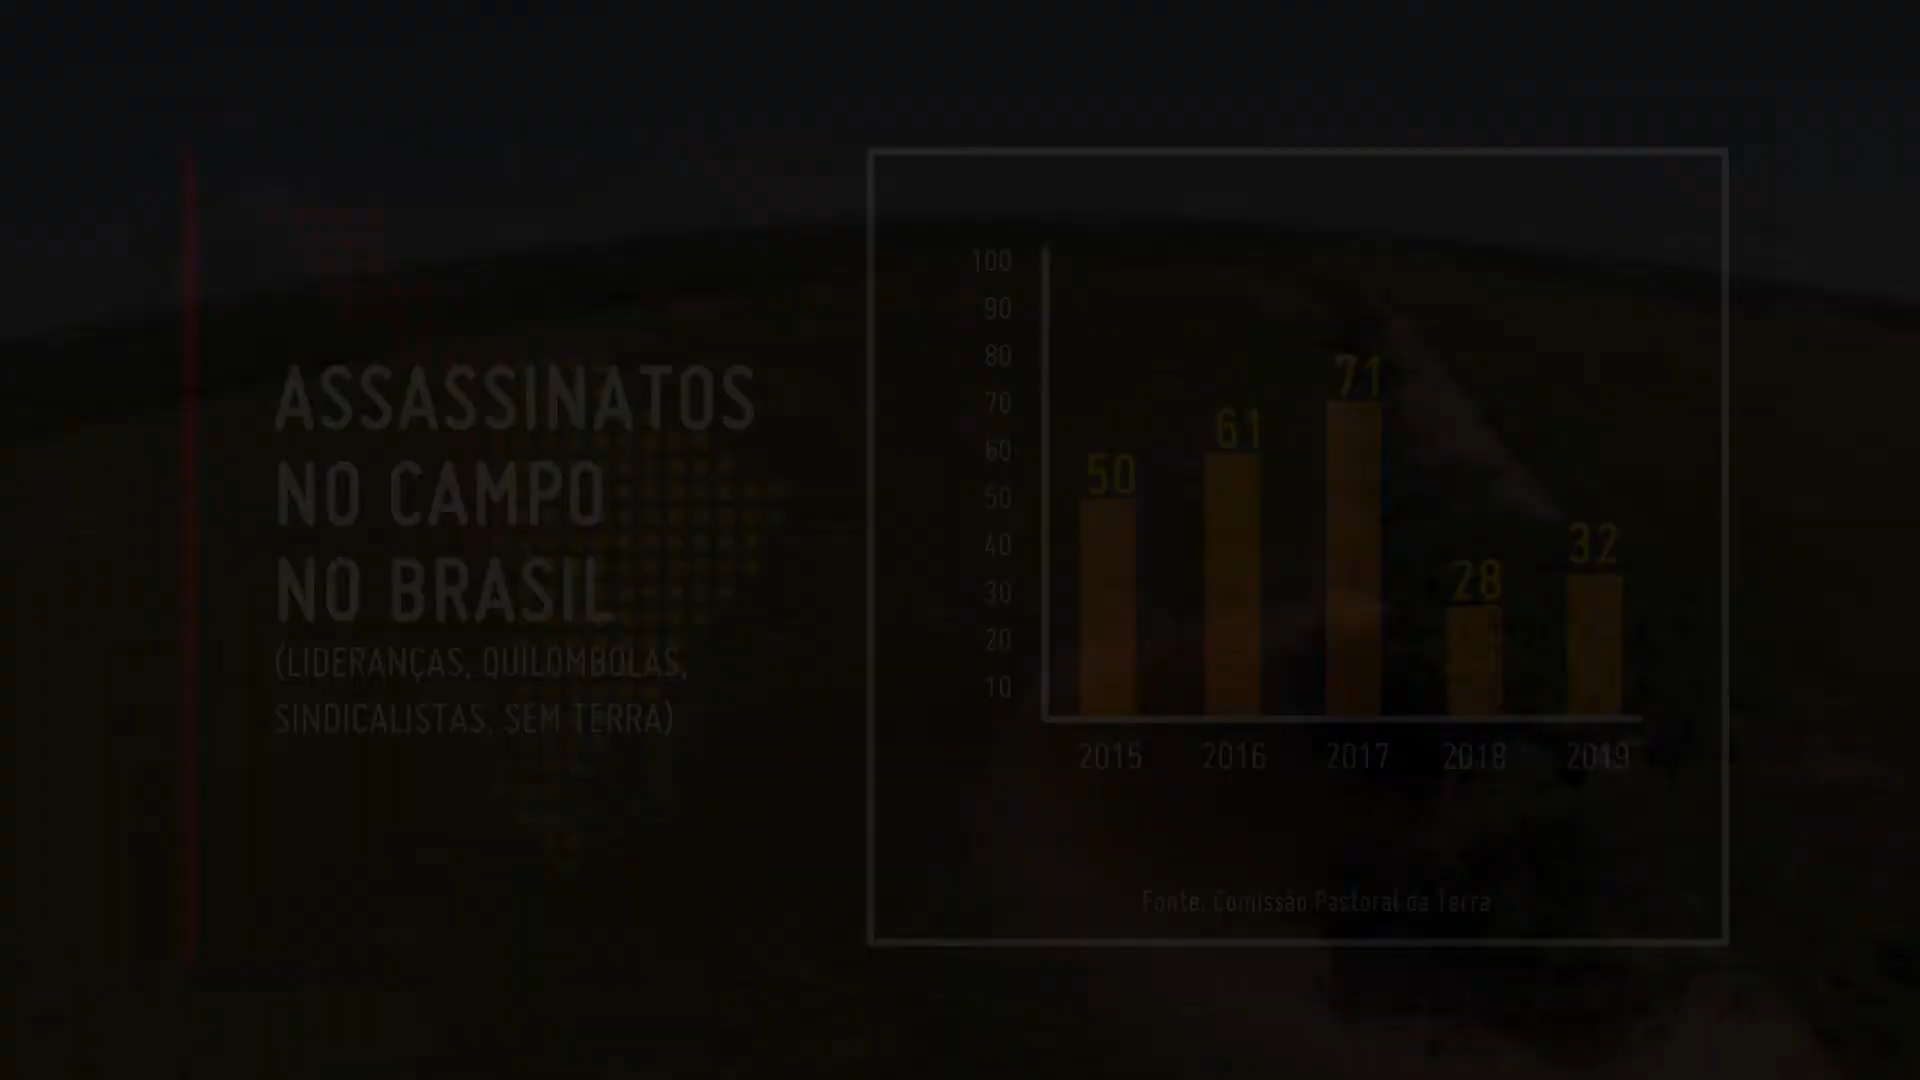 ASSASSINATOS
NO CAMPO
NO BRASIL
(LIDERANÇAS, QUILOMBOLAS,
SINDICALISTAS, SEM TERRA)
100
90
80
70
60
50
40
30
20
10
50
61
71
28
32
2015 2016 2017 2018 2019
Fonte: Comissão Pastoral da Terra